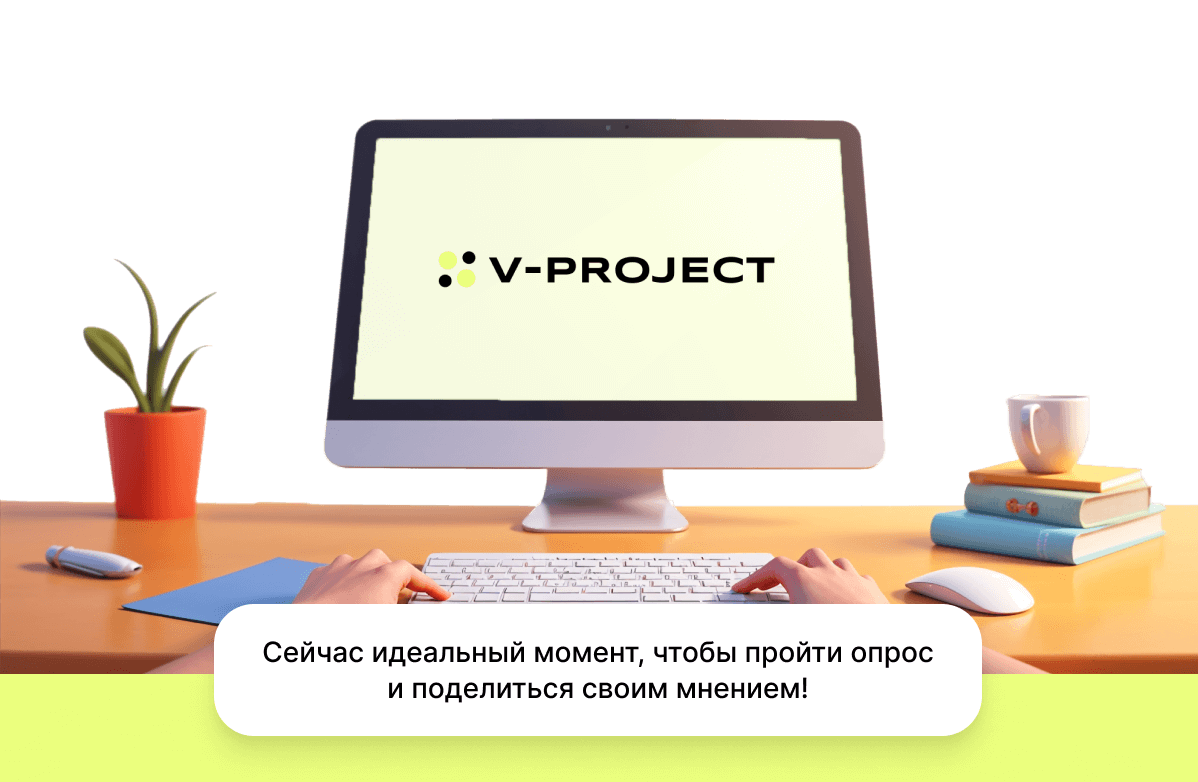 V-PROJECT
Сейчас идеальный момент, чтобы пройти опрос
и поделиться своим мнением!